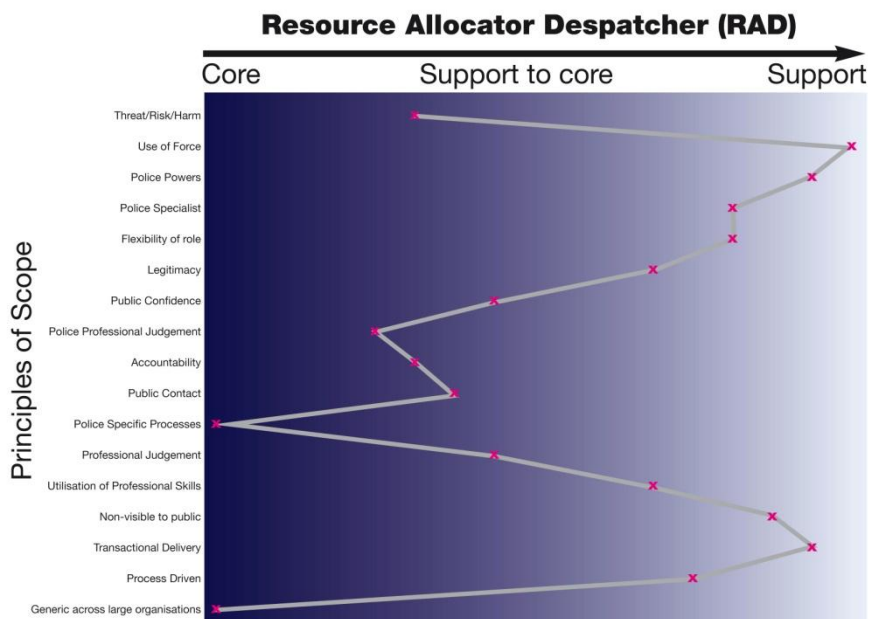 Resource Allocator Despatcher (RAD)
Core Support to core Support
Principles of Scope
Threat/Risk/Harm
Use of Force
Police Powers
Police Specialist
Flexibility of role
Legitimacy
Public Confidence
Police Professional Judgement
Accountability
Public Contact
Police Specific Processes
Professional Judgement
Utilisation of Professional Skills
Non-visible to public
Transactional Delivery
Process Driven
Generic across large organisations